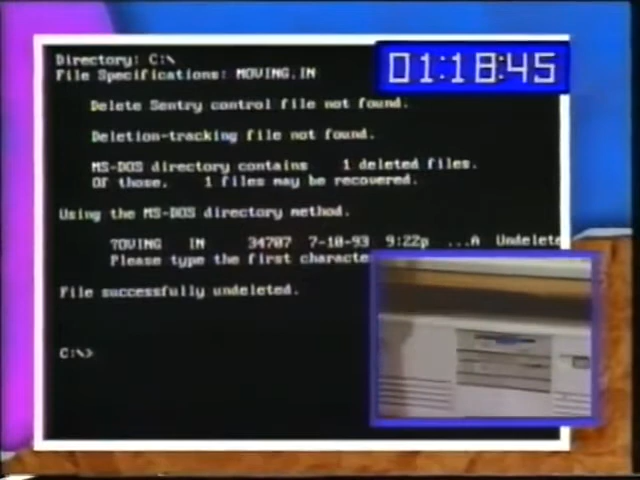 Directory: C:\
File Specifications: MOVING.IN
01:18:45
Delete Sentry control file not found.
Deletion-tracking file not found.
MS-DOS directory contains 1 deleted files.
Of those, 1 files may be recovered.
Using the MS-DOS directory method.
?OVING IN 34707 7-10-93 9:22p ...A Undelete
Please type the first characte
File successfully undeleted.
C:\>